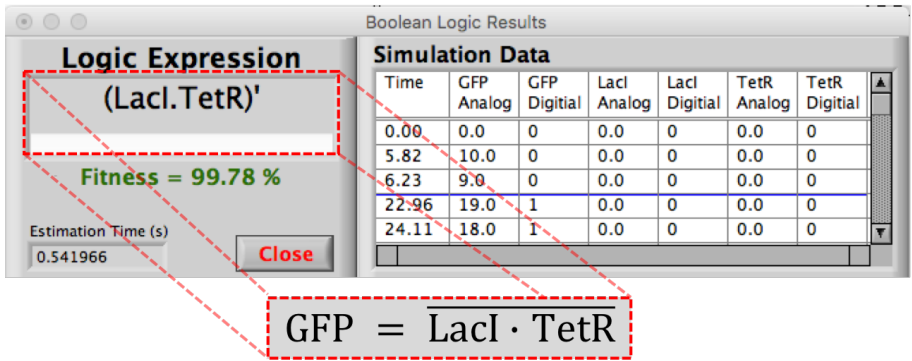 Boolean Logic Results
Logic Expression
(LacI.TetR)'
Fitness = 99.78 %
Estimation Time (s)
0.541966
Close
Simulation Data
Time GFP Analog GFP Digitial LacI Analog LacI Digitial TetR Analog TetR Digitial
0.00 0.0 0 0.0 0 0.0 0
5.82 10.0 0 0.0 0 0.0 0
6.23 9.0 0 0.0 0 0.0 0
22.96 19.0 1 0.0 0 0.0 0
24.11 18.0 1 0.0 0 0.0 0
GFP = \overline{LacI · TetR}